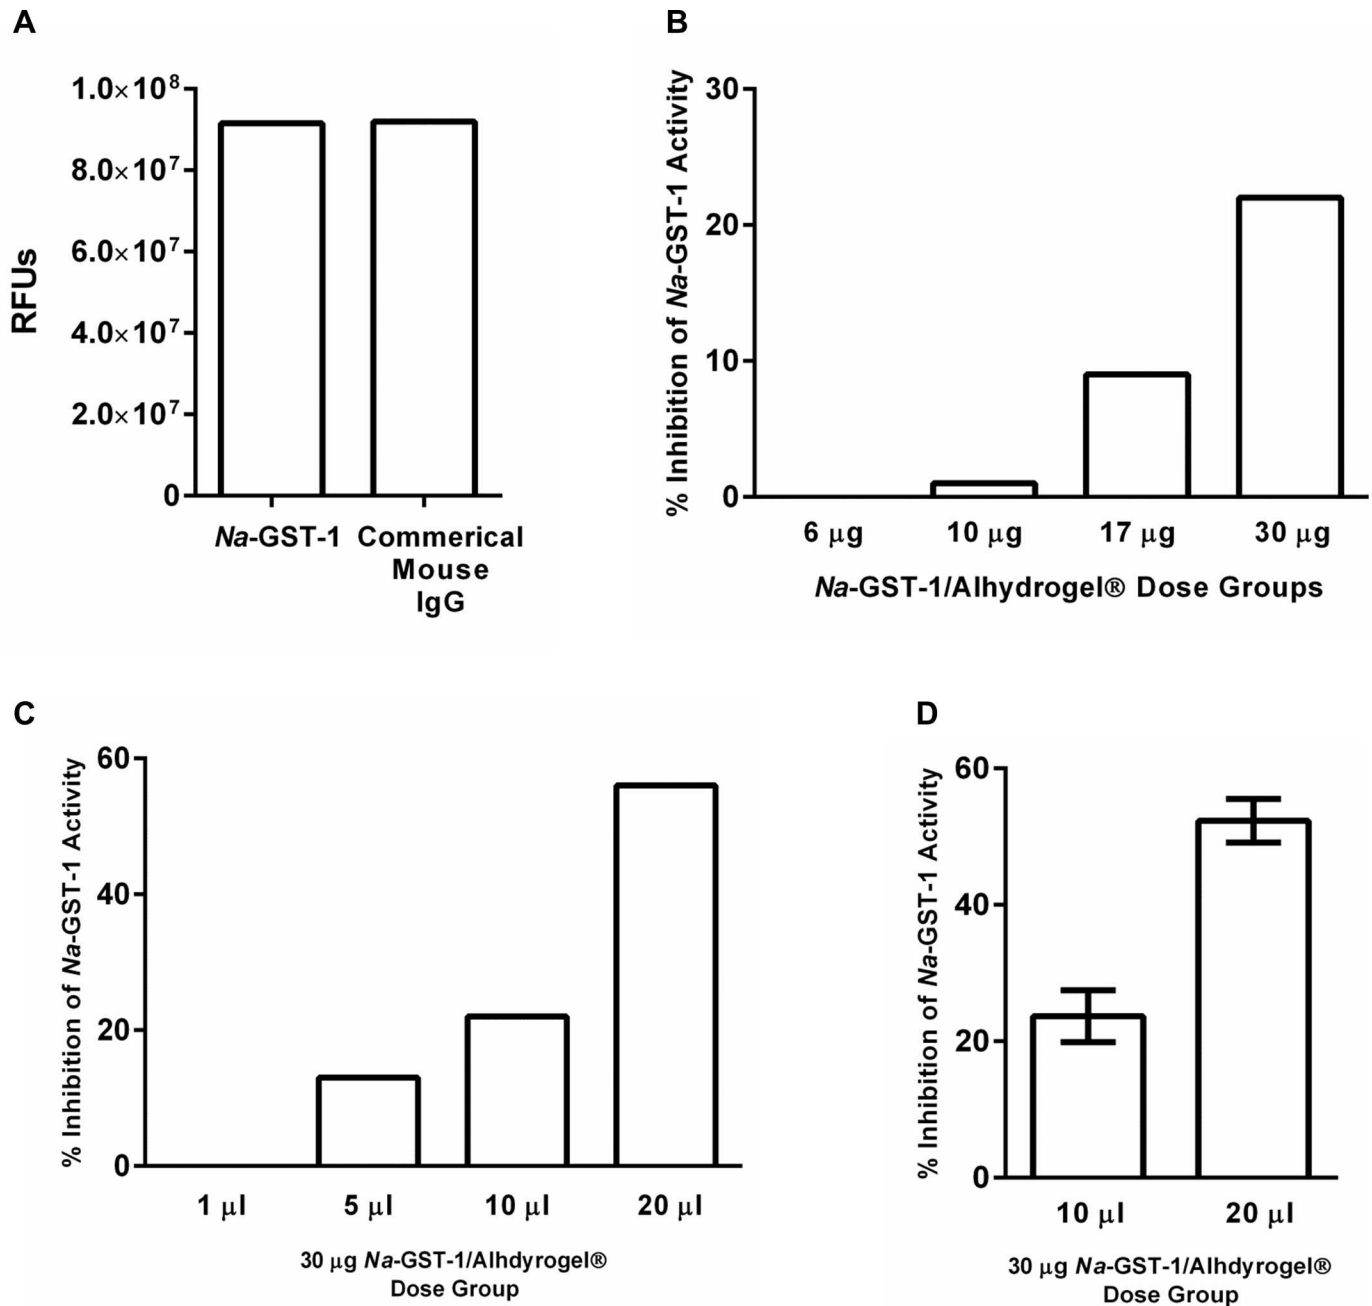 A
RFUs
1.0×10⁸
8.0×10⁷
6.0×10⁷
4.0×10⁷
2.0×10⁷
0
Na-GST-1
Commerical
Mouse
IgG
B
% Inhibition of Na-GST-1 Activity
30
20
10
0
6 μg
10 μg
17 μg
30 μg
Na-GST-1/Alhydrogel® Dose Groups
C
% Inhibition of Na-GST-1 Activity
60
40
20
0
1 μl
5 μl
10 μl
20 μl
30 μg Na-GST-1/Alhdyrogel®
Dose Group
D
% Inhibition of Na-GST-1 Activity
60
40
20
0
10 μl
20 μl
30 μg Na-GST-1/Alhdyrogel®
Dose Group